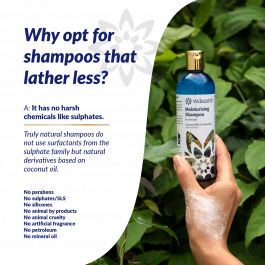 Why opt for
shampoos that
lather less?
A: It has no harsh
chemicals like sulphates.
Truly natural shampoos do
not use surfactants from the
sulphate family but natural
derivatives based on
coconut oil.
No parabens
No sulphates/SLS
No silicones
No animal by products
No animal cruelty
No artificial fragrance
No petroleum
No mineral oil
vedaearth
Moisturising
Shampoo